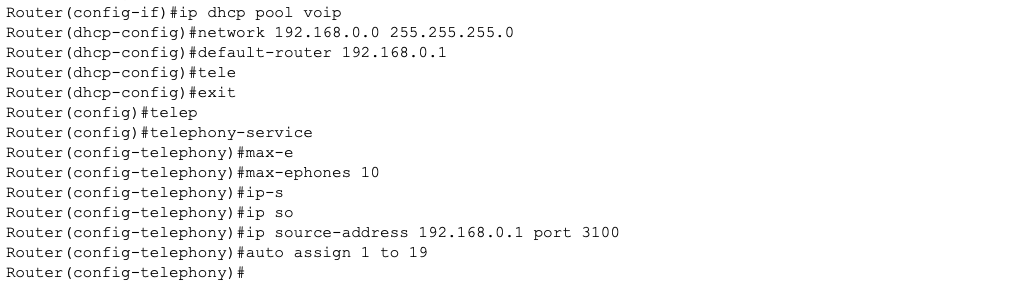 Router(config-if)#ip dhcp pool voip
Router(dhcp-config)#network 192.168.0.0 255.255.255.0
Router(dhcp-config)#default-router 192.168.0.1
Router(dhcp-config)#tele
Router(dhcp-config)#exit
Router(config)#telep
Router(config)#telephony-service
Router(config-telephony)#max-e
Router(config-telephony)#max-ephones 10
Router(config-telephony)#ip-s
Router(config-telephony)#ip so
Router(config-telephony)#ip source-address 192.168.0.1 port 3100
Router(config-telephony)#auto assign 1 to 19
Router(config-telephony)#